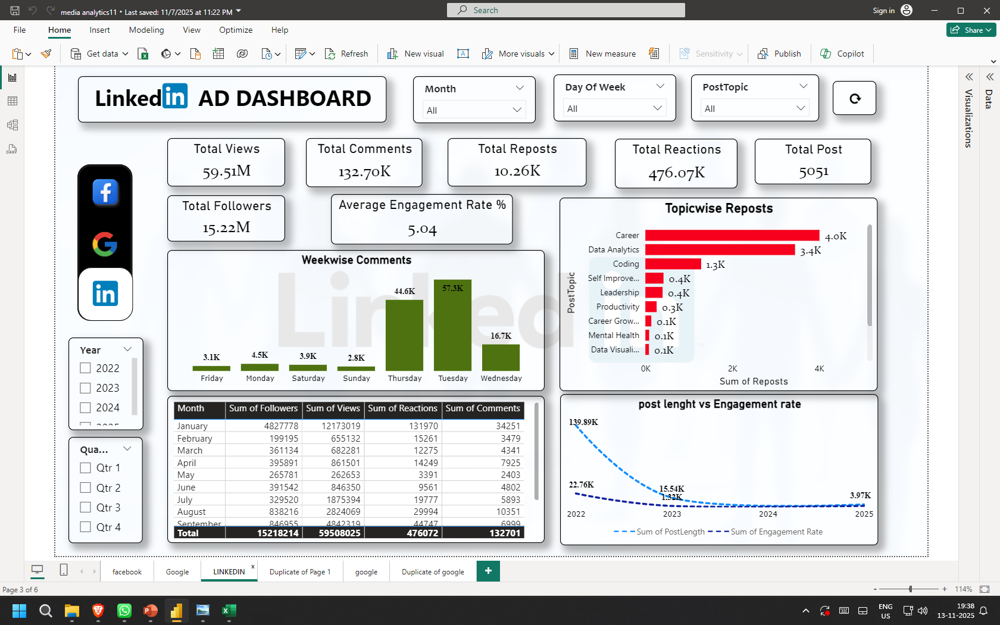 media analytics11 • Last saved: 11/7/2025 at 11:22 PM
Search
Sign in
File Home Insert Modeling View Optimize Help
Share
Get data
Refresh
New visual
More visuals
New measure
Sensitivity
Publish
Copilot
Linkedin AD DASHBOARD
Month
All
Day Of Week
All
PostTopic
All
Visualizations
Data
Total Views
59.51M
Total Comments
132.70K
Total Reposts
10.26K
Total Reactions
476.07K
Total Post
5051
Total Followers
15.22M
Average Engagement Rate %
5.04
Weekwise Comments
3.1K
4.5K
3.9K
2.8K
44.6K
57.3K
16.7K
Friday Monday Saturday Sunday Thursday Tuesday Wednesday
Topicwise Reposts
PostTopic
Career 4.0K
Data Analytics 3.4K
Coding 1.3K
Self Improve... 0.4K
Leadership 0.4K
Productivity 0.3K
Career Grow... 0.1K
Mental Health 0.1K
Data Visuali... 0.1K
0K 2K 4K
Sum of Reposts
Linkedin
Year
2022
2023
2024
2025
Qua...
Qtr 1
Qtr 2
Qtr 3
Qtr 4
Month Sum of Followers Sum of Views Sum of Reactions Sum of Comments
January 4827778 12173019 131970 34251
February 199195 655132 15261 3479
March 361134 682281 12275 4341
April 395891 861501 14249 7925
May 265781 262653 3391 2403
June 391542 846350 9561 4802
July 329520 1875394 19777 5893
August 838216 2824069 29994 10351
September 846955 4842319 44747 6999
Total 15218214 59508025 476072 132701
post lenght vs Engagement rate
139.89K
22.76K
15.54K
1.32K
3.97K
2022 2023 2024 2025
Sum of PostLength Sum of Engagement Rate
facebook Google LINKEDIN x Duplicate of Page 1 google Duplicate of google +
Page 3 of 6
- + 114%
ENG
US
19:38
13-11-2025